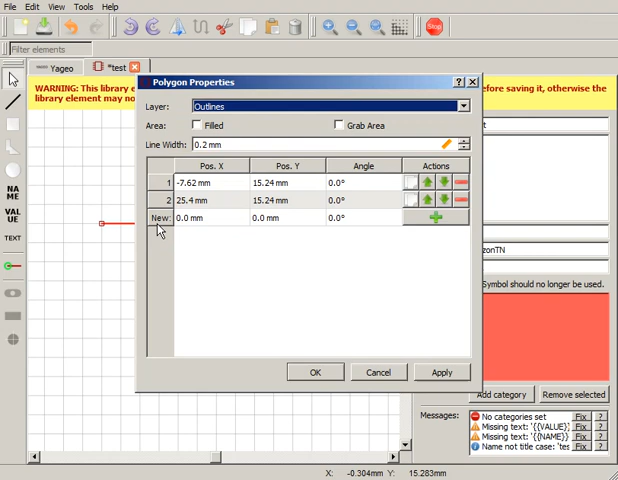 File Edit View Tools Help
Stop
Filter elements
Yageo *test
WARNING: This library e
library element may no
Polygon Properties
efore saving it, otherwise the
Layer: Outlines
Area: Filled Grab Area
Line Width: 0.2 mm
Pos. X Pos. Y Angle Actions
1 -7.62 mm 15.24 mm 0.0°
2 25.4 mm 15.24 mm 0.0°
New: 0.0 mm 0.0 mm 0.0°
NA
ME
VAL
UE
TEXT
zonTN
Symbol should no longer be used.
OK Cancel Apply
Add category Remove selected
Messages:
No categories set Fix ?
Missing text: '{{VALUE}} Fix ?
Missing text: '{{NAME}} Fix ?
Name not title case: 'tes Fix ?
X: -0.304mm Y: 15.283mm